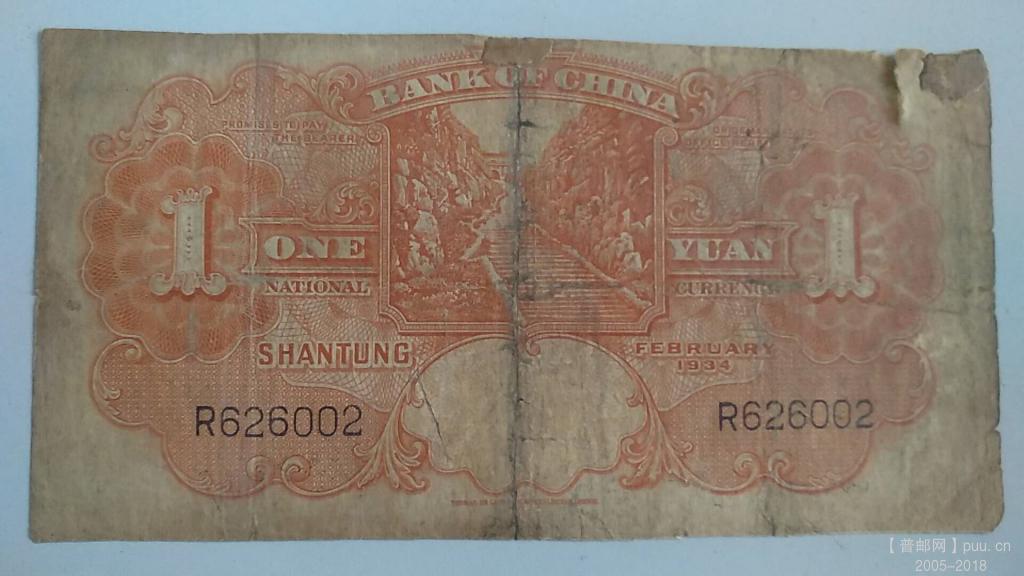 BANK OF CHINA
PROMISES TO PAY
THE BEARER
1 ONE YUAN 1
NATIONAL CURRENCY
SHANTUNG FEBRUARY
1934
R626002 R626002
【普邮网】puu.cn
2005-2018